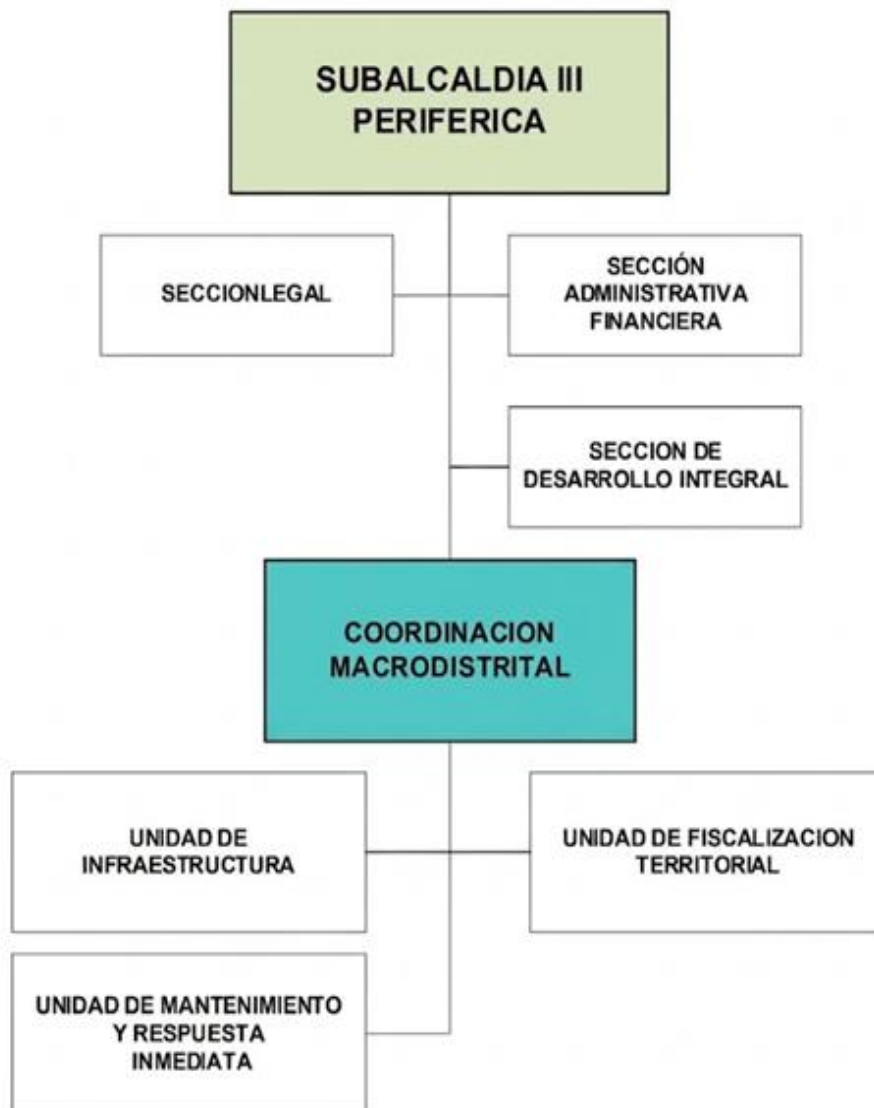 SUBALCALDIA III
PERIFERICA
SECCIONLEGAL
SECCIÓN
ADMINISTRATIVA
FINANCIERA
SECCION DE
DESARROLLO INTEGRAL
COORDINACION
MACRODISTRITAL
UNIDAD DE
INFRAESTRUCTURA
UNIDAD DE FISCALIZACION
TERRITORIAL
UNIDAD DE MANTENIMIENTO
Y RESPUESTA
INMEDIATA